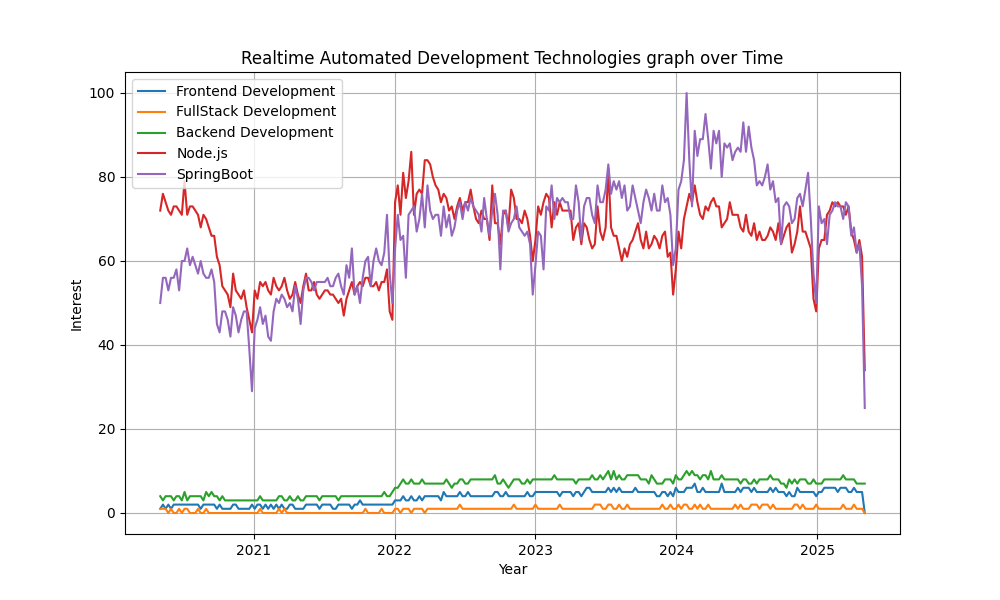 Realtime Automated Development Technologies graph over Time
Frontend Development
FullStack Development
Backend Development
Node.js
SpringBoot
100
80
60
40
20
0
Interest
2021
2022
2023
2024
2025
Year